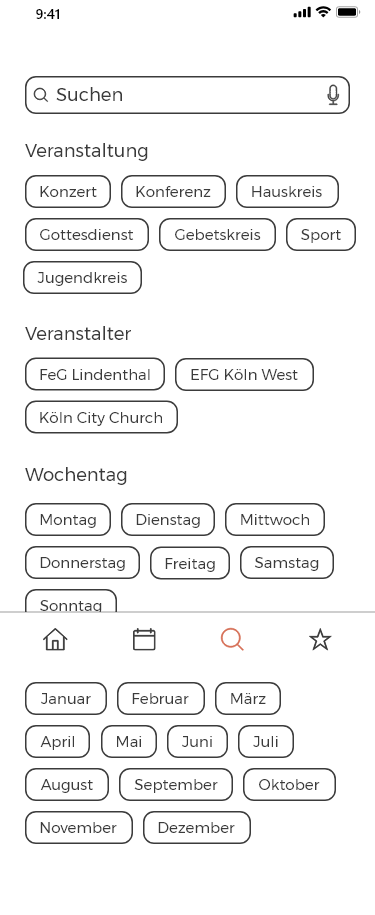 9:41
Suchen
Veranstaltung
Konzert Konferenz Hauskreis
Gottesdienst Gebetskreis Sport
Jugendkreis
Veranstalter
FeG Lindenthal EFG Köln West
Köln City Church
Wochentag
Montag Dienstag Mittwoch
Donnerstag Freitag Samstag
Sonntag
Januar Februar März
April Mai Juni Juli
August September Oktober
November Dezember